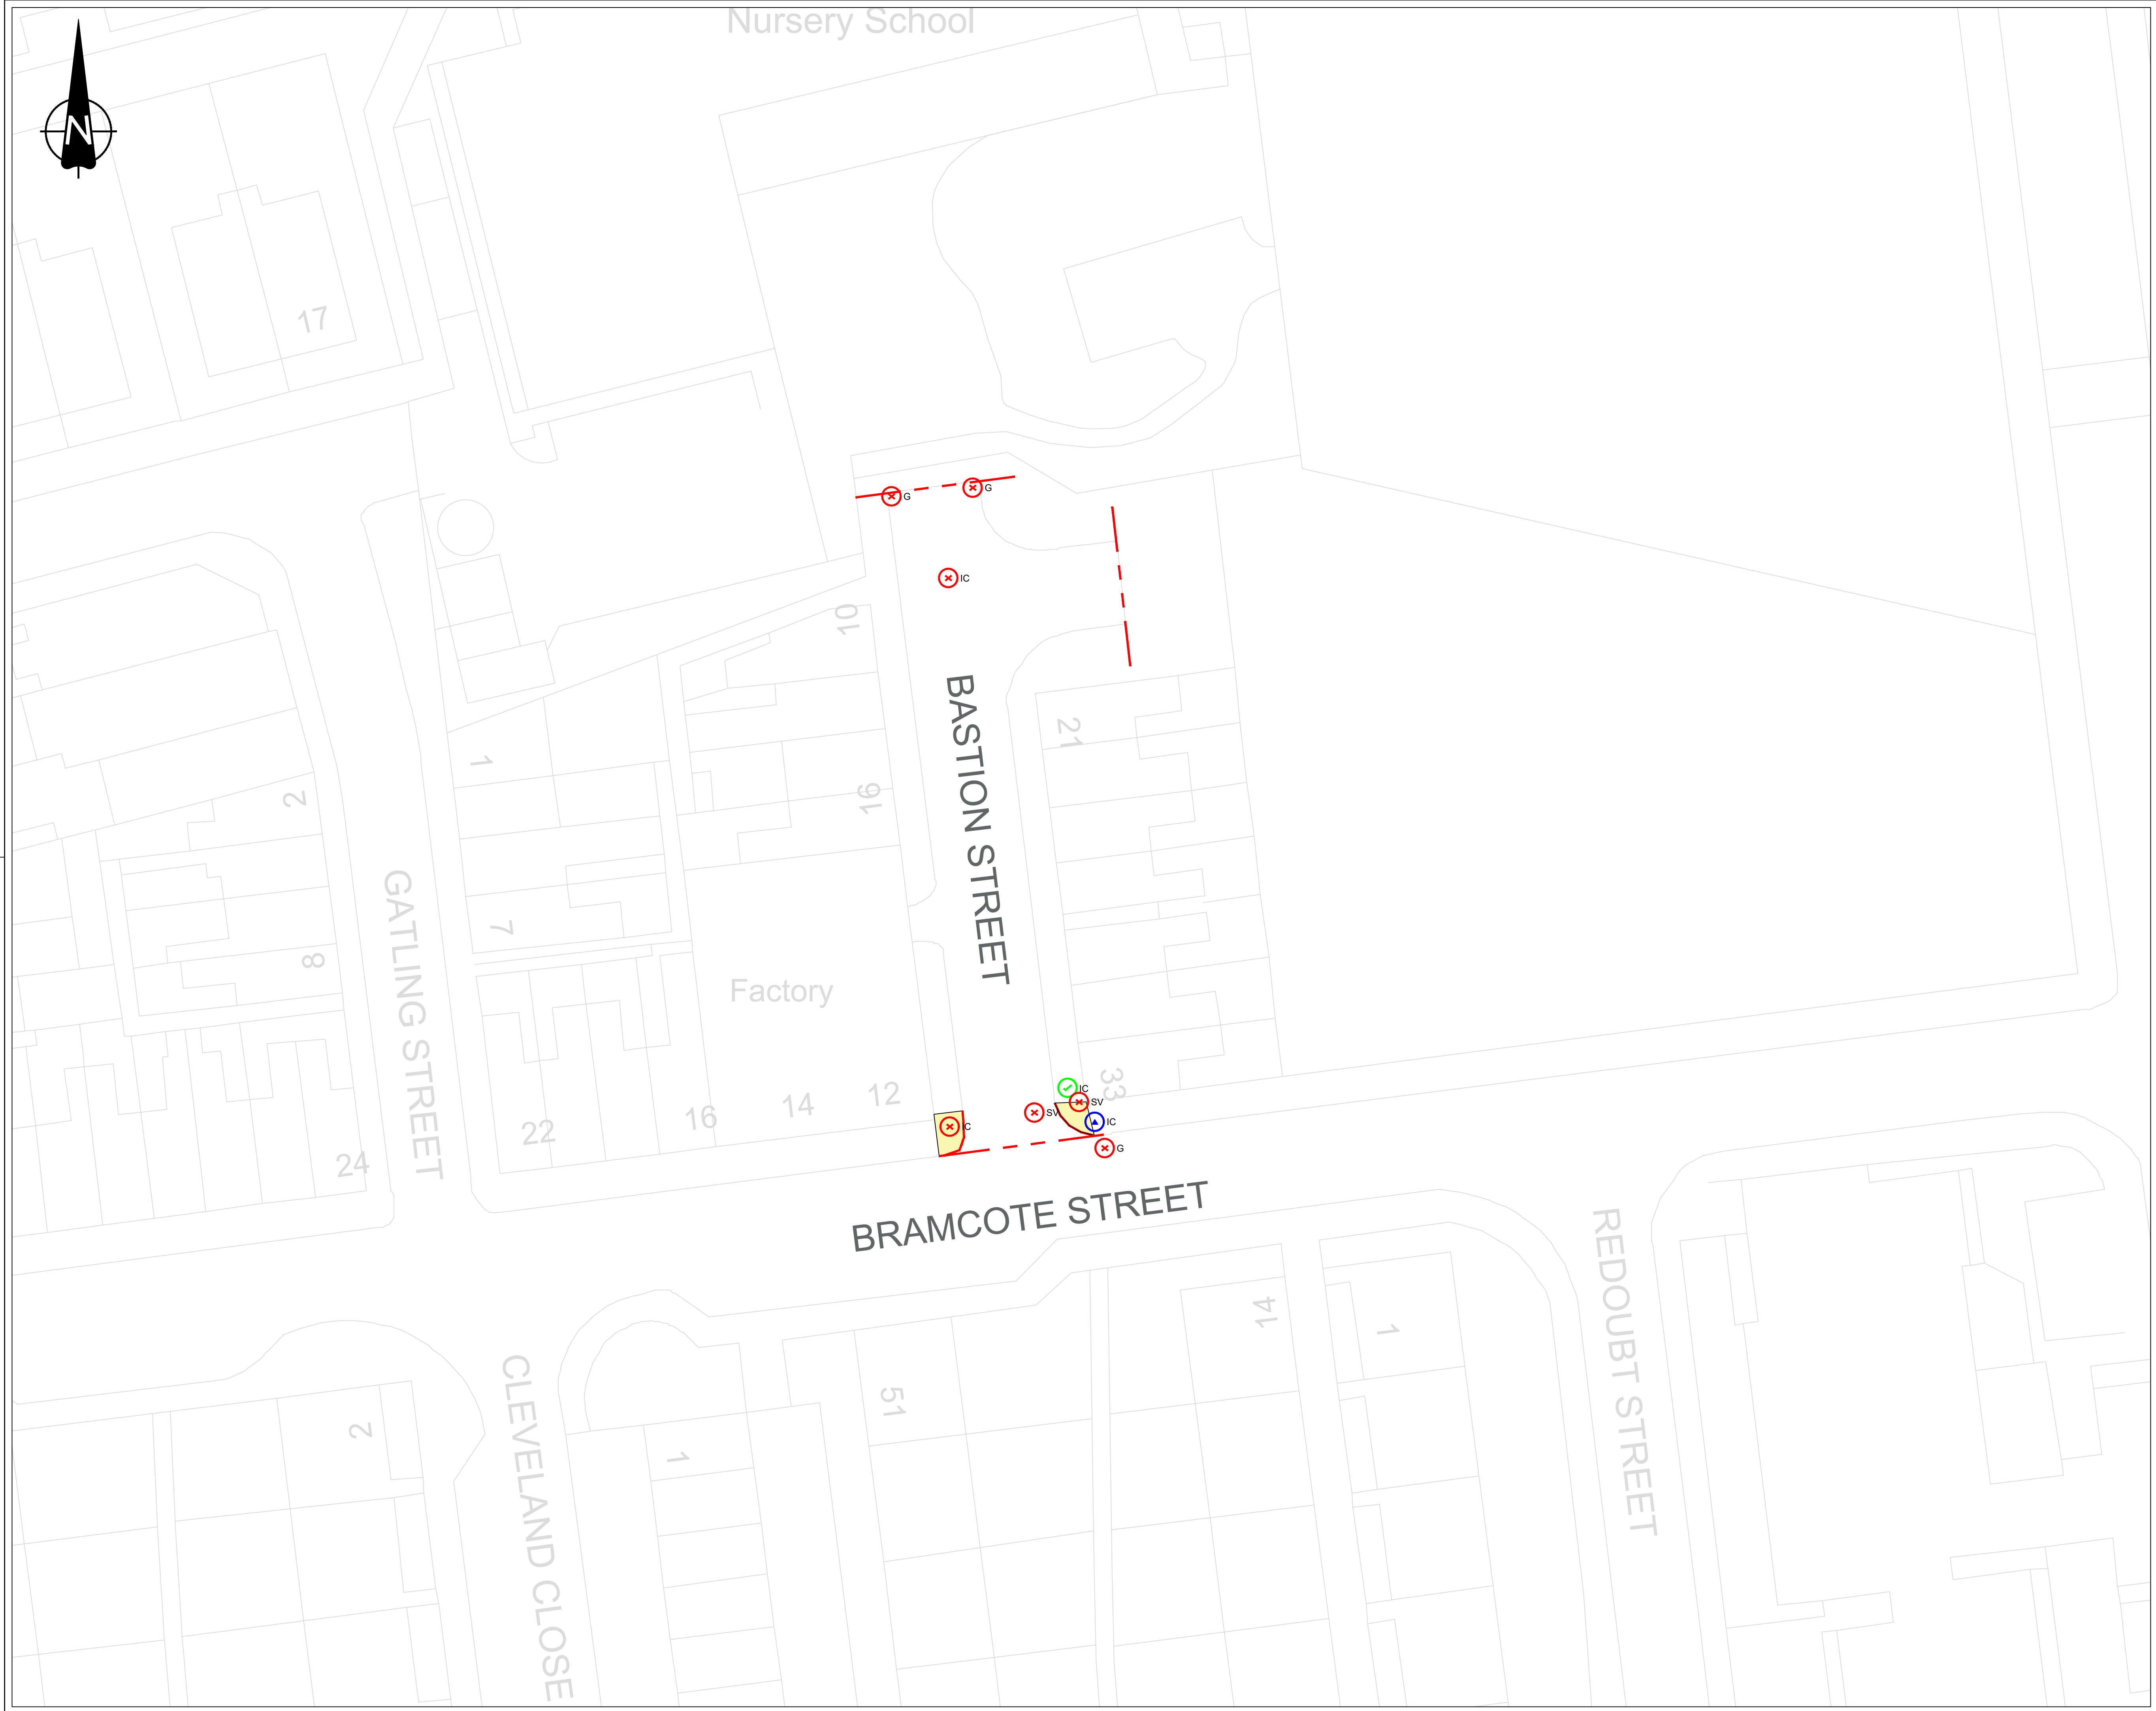 Nursery School
N
17
G
G
IC
10
BASTION STREET
21
1
16
2
GATLING STREET
7
8
Factory
IC
33
SV
SV
12
14
16
22
IC
IC
G
24
BRAMCOTE STREET
REDOUBT STREET
14
1
CLEVELAND CLOSE
51
2
1